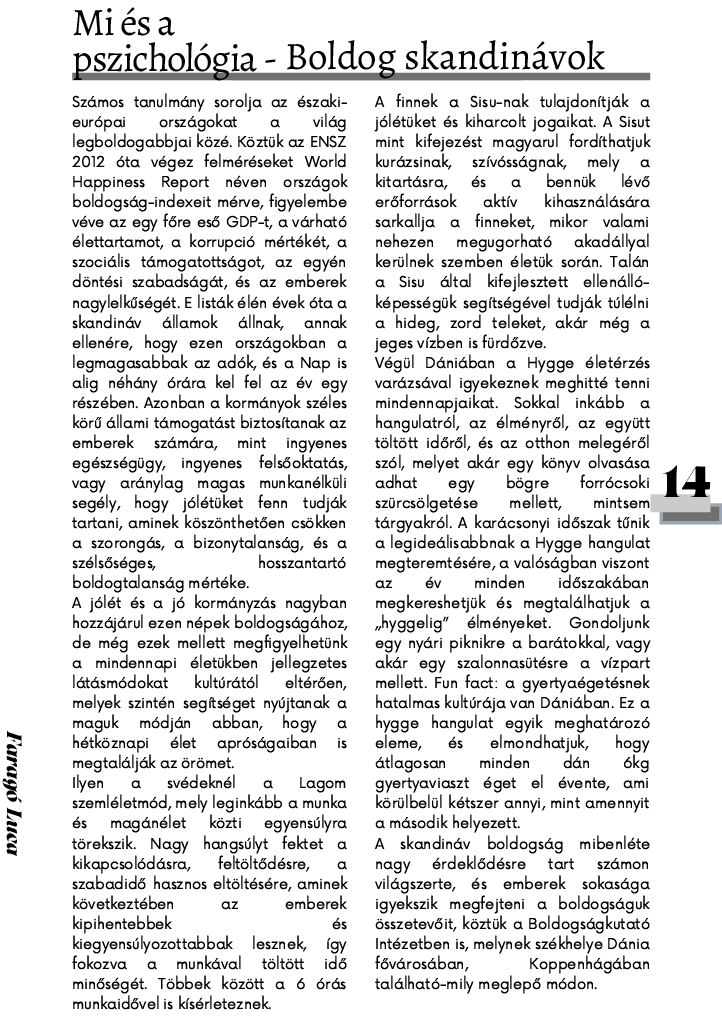 Mi és a
pszichológia - Boldog skandinávok
Számos tanulmány sorolja az északi-
európai országokat a világ
legboldogabbjai közé. Köztük az ENSZ
2012 óta végez felméréseket World
Happiness Report néven országok
boldogság-indexeit mérve, figyelembe
véve az egy főre eső GDP-t, a várható
élettartamot, a korrupció mértékét, a
szociális támogatottságot, az egyén
döntési szabadságát, és az emberek
nagylelkűségét. E listák élén évek óta a
skandináv államok állnak, annak
ellenére, hogy ezen országokban a
legmagasabbak az adók, és a Nap is
alig néhány órára kel fel az év egy
részében. Azonban a kormányok széles
körű állami támogatást biztosítanak az
emberek számára, mint ingyenes
egészségügy, ingyenes felsőoktatás,
vagy aránylag magas munkanélküli
segély, hogy jólétüket fenn tudják
tartani, aminek köszönthetően csökken
a szorongás, a bizonytalanság, és a
szélsőséges, hosszantartó
boldogtalanság mértéke.
A jólét és a jó kormányzás nagyban
hozzájárul ezen népek boldogságához,
de még ezek mellett megfigyelhetünk
a mindennapi életükben jellegzetes
látásmódokat kultúrától eltérően,
melyek szintén segítséget nyújtanak a
maguk módján abban, hogy a
hétköznapi élet apróságaiban is
megtalálják az örömet.
Ilyen a svédeknél a Lagom
szemléletmód, mely leginkább a munka
és magánélet közti egyensúlyra
törekszik. Nagy hangsúlyt fektet a
kikapcsolódásra, feltöltődésre, a
szabadidő hasznos eltöltésére, aminek
következtében az emberek
kipihentebbek és
kiegyensúlyozottabbak lesznek, így
fokozva a munkával töltött idő
minőségét. Többek között a 6 órás
munkaidővel is kísérleteznek.
A finnek a Sisu-nak tulajdonítják a
jólétüket és kiharcolt jogaikat. A Sisut
mint kifejezést magyarul fordíthatjuk
kurázsinak, szívósságnak, mely a
kitartásra, és a bennük lévő
erőforrások aktív kihasználására
sarkallja a finneket, mikor valami
nehezen megugorható akadállyal
kerülnek szemben életük során. Talán
a Sisu által kifejlesztett ellenálló-
képességük segítségével tudják túlélni
a hideg, zord teleket, akár még a
jeges vízben is fürdőzve.
Végül Dániában a Hygge életérzés
varázsával igyekeznek meghitté tenni
mindennapjaikat. Sokkal inkább a
hangulatról, az élményről, az együtt
töltött időről, és az otthon melegéről
szól, melyet akár egy könyv olvasása
adhat egy bögre forrócsoki
szürcsölgetése mellett, mintsem
tárgyakról. A karácsonyi időszak tűnik
a legideálisabbnak a Hygge hangulat
megteremtésére, a valóságban viszont
az év minden időszakában
megkereshetjük és megtalálhatjuk a
„hyggelig” élményeket. Gondoljunk
egy nyári piknikre a barátokkal, vagy
akár egy szalonnasütésre a vízpart
mellett. Fun fact: a gyertyaégetésnek
hatalmas kultúrája van Dániában. Ez a
hygge hangulat egyik meghatározó
eleme, és elmondhatjuk, hogy
átlagosan minden dán 6kg
gyertyaviaszt éget el évente, ami
körülbelül kétszer annyi, mint amennyit
a második helyezett.
A skandináv boldogság mibenléte
nagy érdeklődésre tart számon
világszerte, és emberek sokasága
igyekszik megfejteni a boldogságuk
összetevőit, köztük a Boldogságkutató
Intézetben is, melynek székhelye Dánia
fővárosában, Koppenhágában
található-mily meglepő módon.
14
Faragó Luca